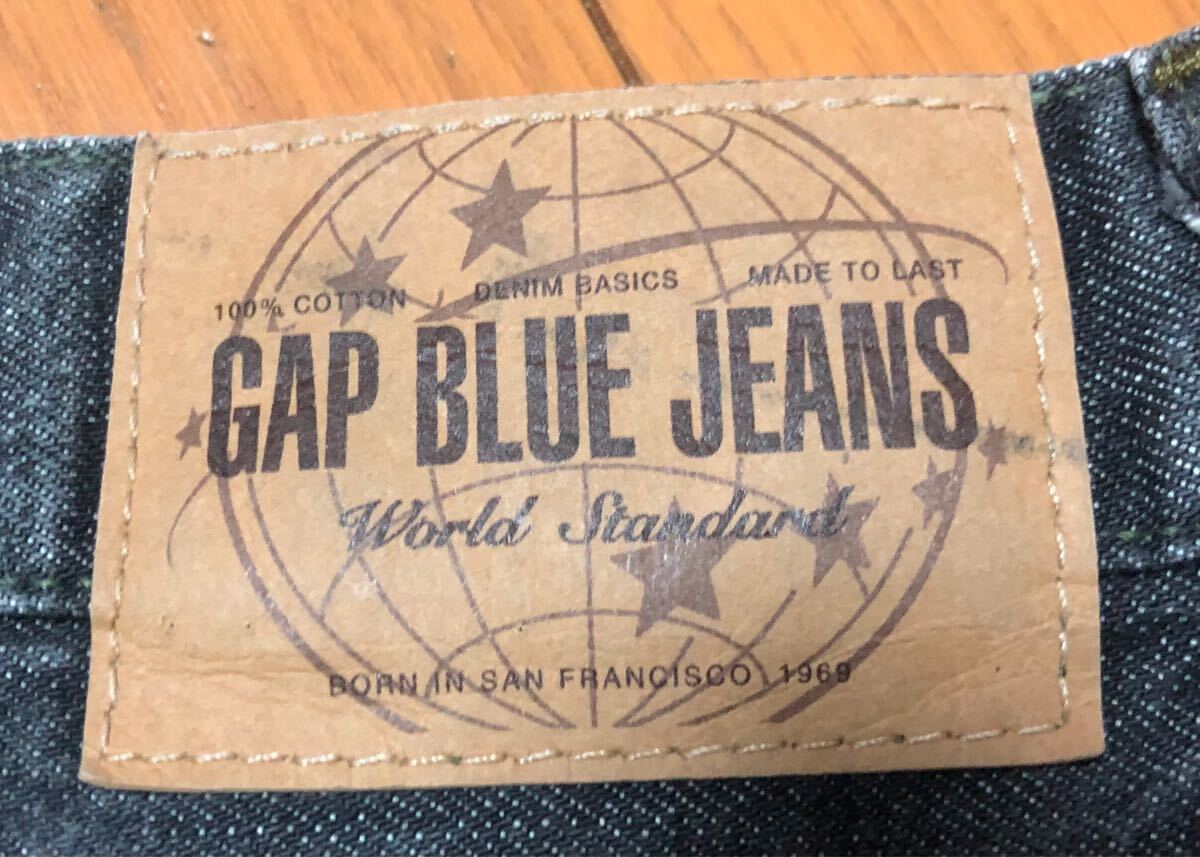 100% COTTON DENIM BASICS MADE TO LAST
GAP BLUE JEANS
World Standard
BORN IN SAN FRANCISCO 1969